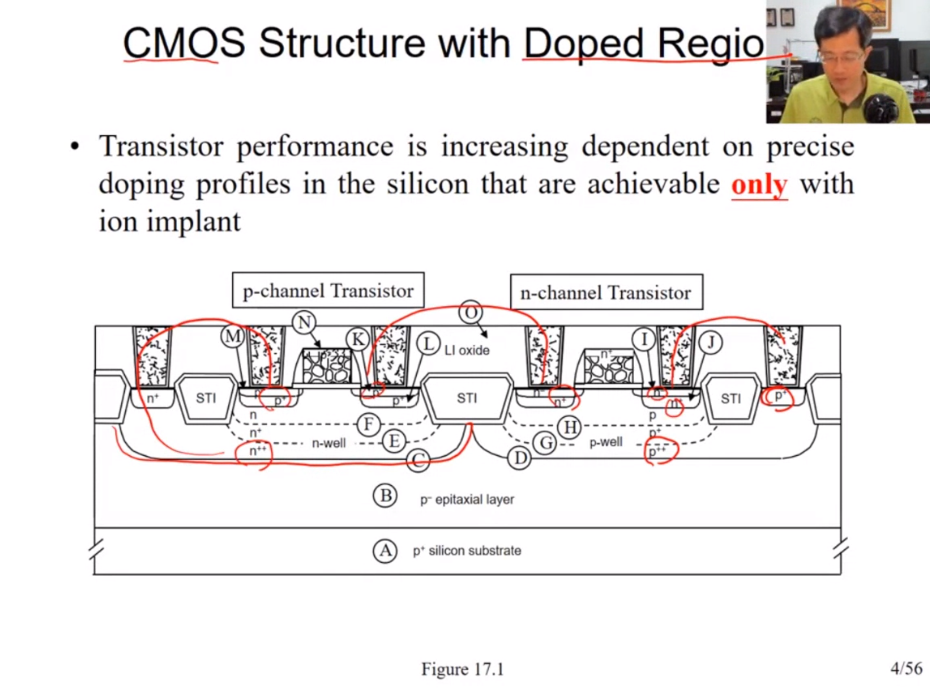 CMOS Structure with Doped Regio
• Transistor performance is increasing dependent on precise
doping profiles in the silicon that are achievable only with
ion implant
p-channel Transistor
n-channel Transistor
O
N
M
K
L
LI oxide
I
J
n⁺
STI
p⁺
p⁺
STI
n⁺
STI
p⁺
n
F
H
p
n⁺
n-well
E
G
p-well
p⁺
n⁺⁺
C
D
p⁺⁺
B
p⁻ epitaxial layer
A
p⁺ silicon substrate
Figure 17.1
4/56